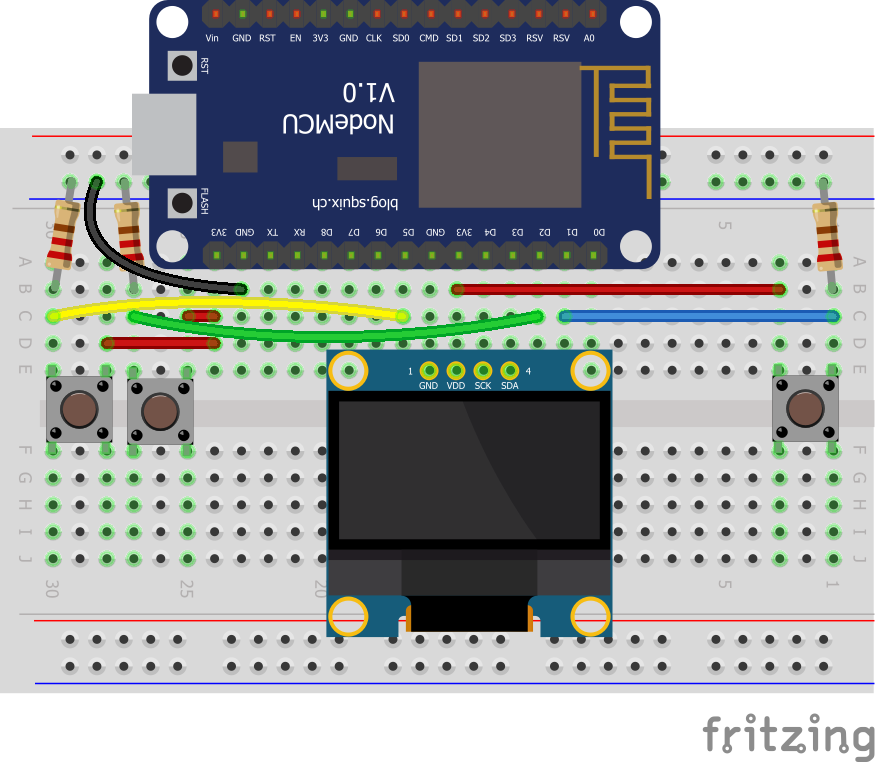 Vin GND RST EN 3V3 GND CLK SD0 CMD SD1 SD2 SD3 RSV RSV A0
RST
V1.0
NodeMCU
FLASH
blog.squix.ch
3V3 GND TX RX D8 D7 D6 D5 GND 3V3 D4 D3 D2 D1 D0
30 5
A A
B B
C C
D D
E E
1 4
GND VDD SCK SDA
F F
G G
H H
I I
J J
30 25 20 5 1
fritzing